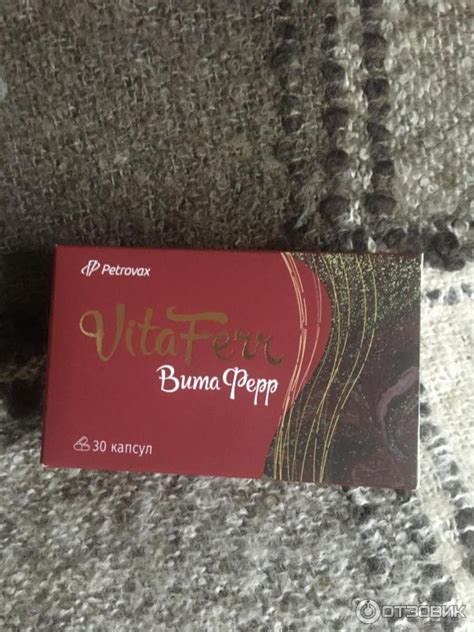 Petrovax
VitaFerr
Вита Ферр
30 капсул
ОТЗОВИК